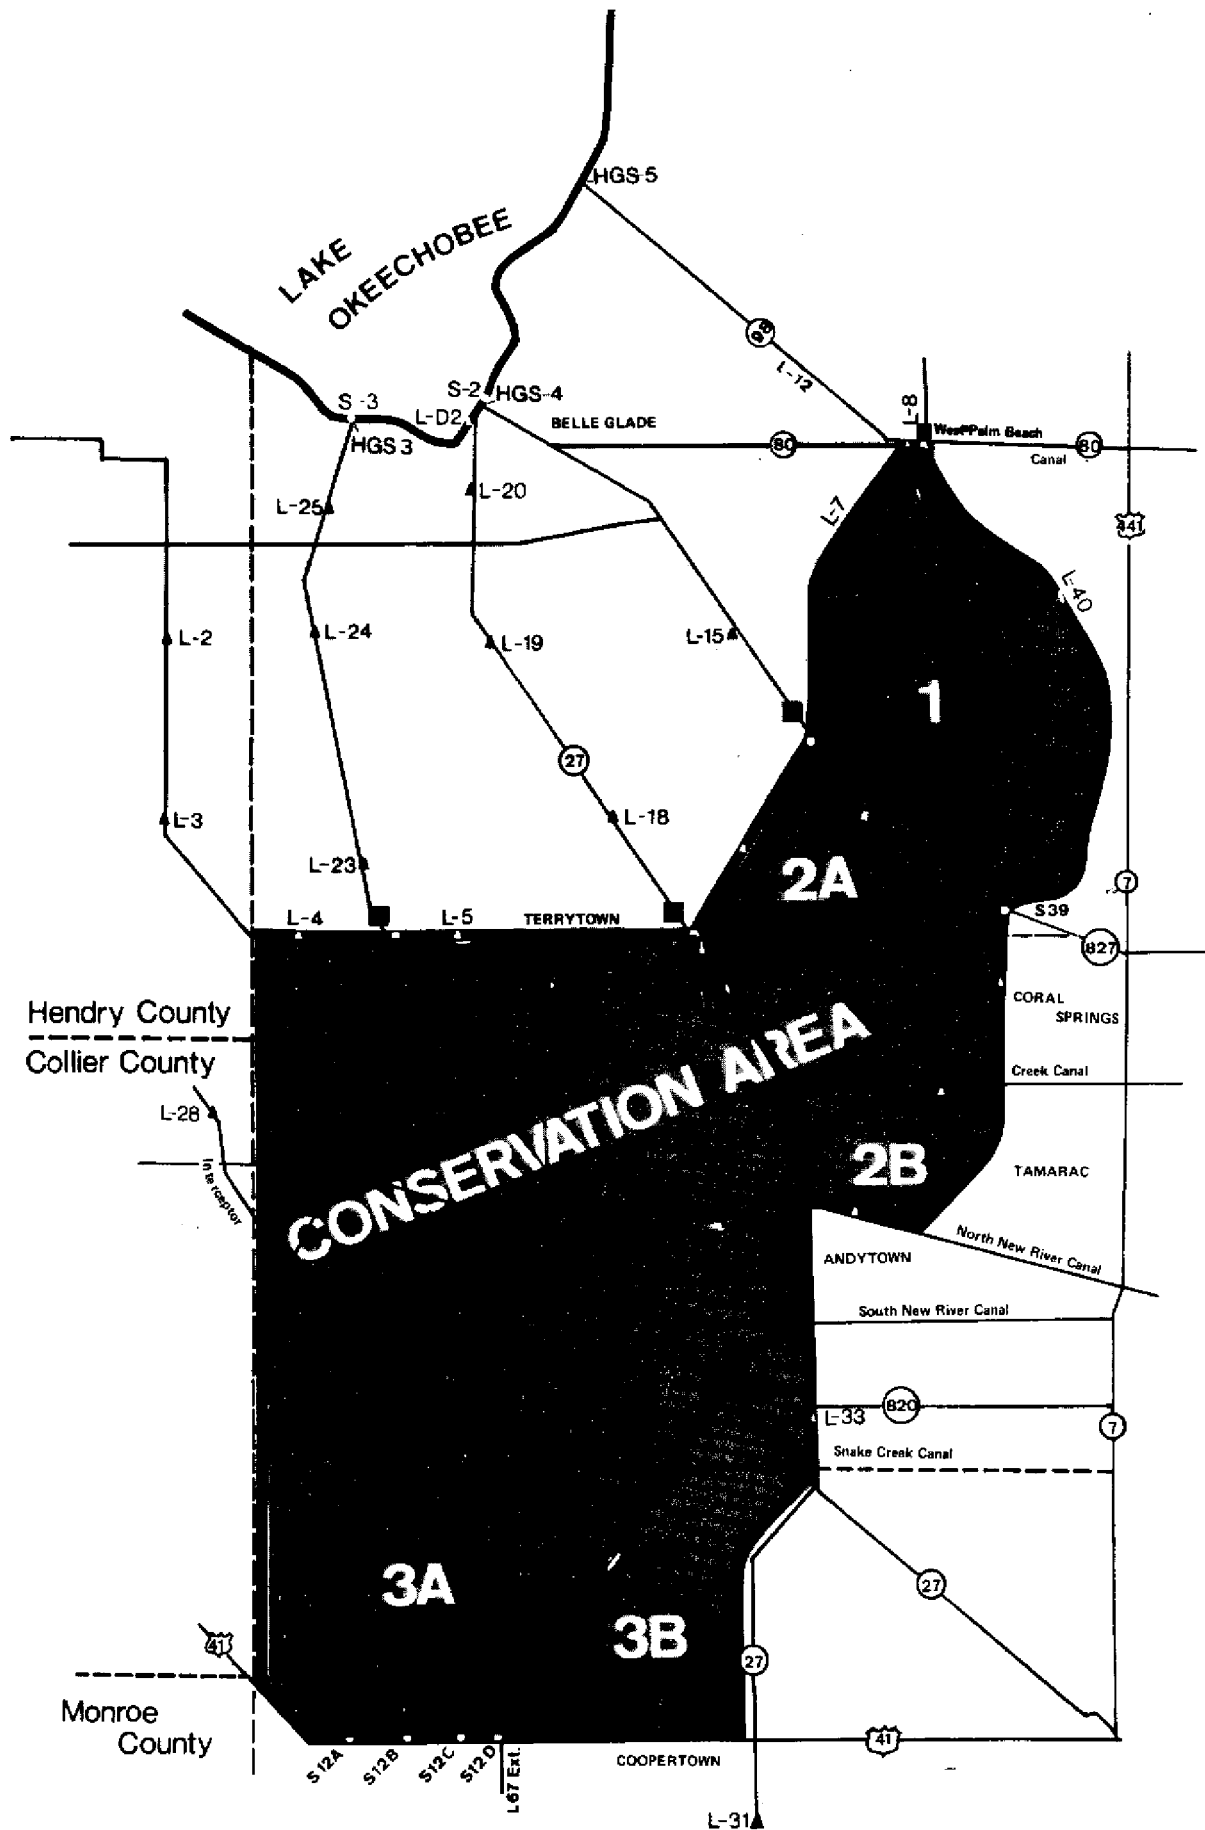 HGS-5
LAKE
OKEECHOBEE
98
L-12
S-2
HGS-4
S-3
L-D2
HGS 3
BELLE GLADE
80
L-8
West Palm Beach
Canal
80
L-25
L-20
L-7
441
L-40
L-2
L-24
L-19
L-15
1
27
L-3
L-18
L-23
2A
7
L-4
L-5
TERRYTOWN
S39
827
Hendry County
Collier County
CORAL
SPRINGS
CONSERVATION AREA
Creek Canal
L-28
Interceptor
2B
TAMARAC
North New River Canal
ANDYTOWN
South New River Canal
L-33
820
7
Snake Creek Canal
3A
27
3B
41
27
Monroe
County
S12A
S12B
S12C
S12D
L67 Ext.
COOPERTOWN
41
L-31